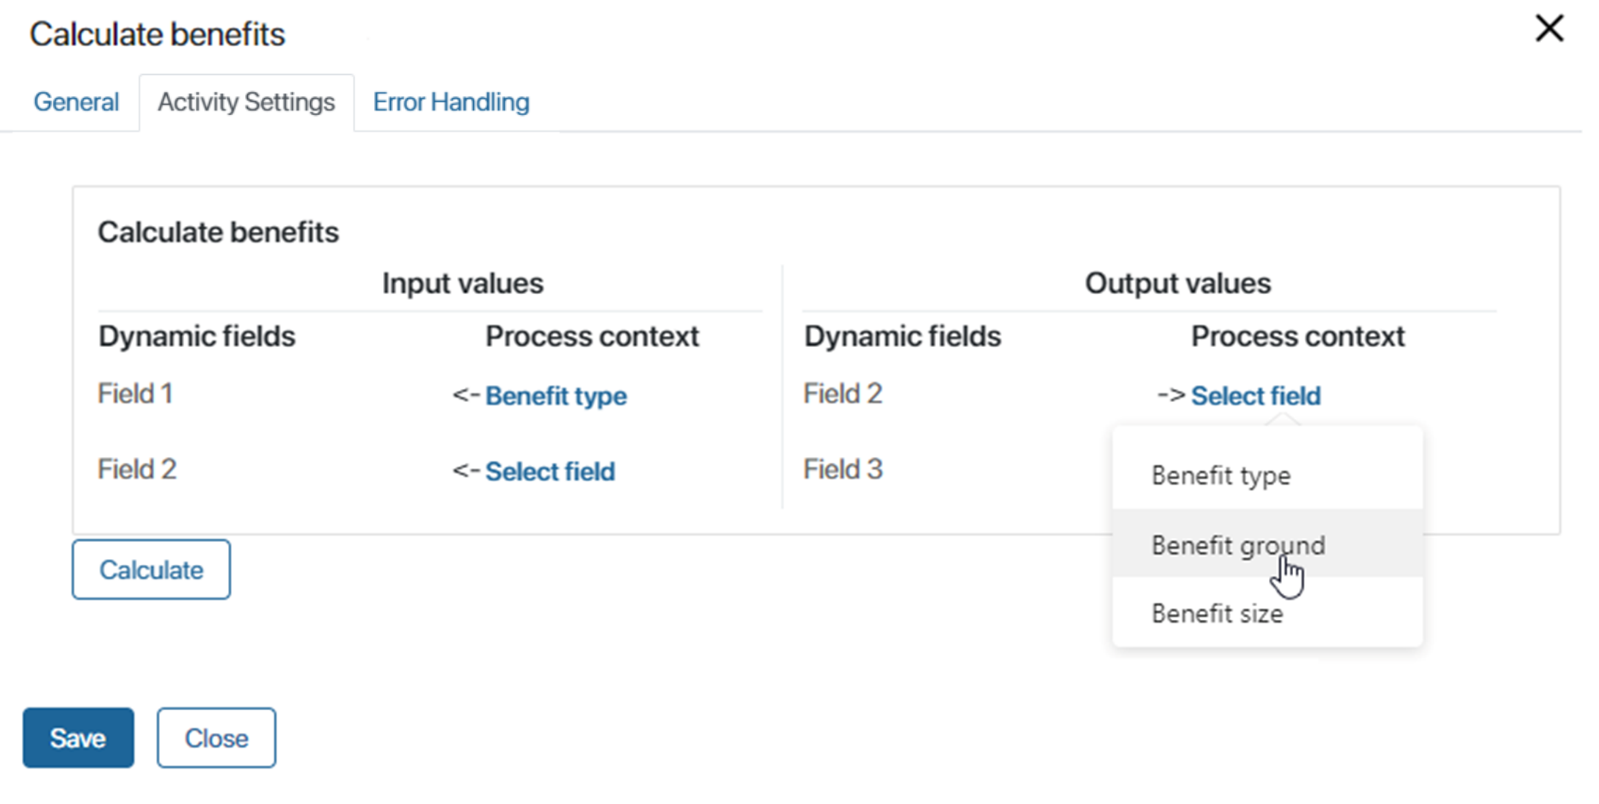 Calculate benefits
General Activity Settings Error Handling
Calculate benefits
Input values Output values
Dynamic fields Process context Dynamic fields Process context
Field 1 <- Benefit type Field 2 -> Select field
Field 2 <- Select field Field 3
Benefit type
Benefit ground
Benefit size
Calculate
Save Close